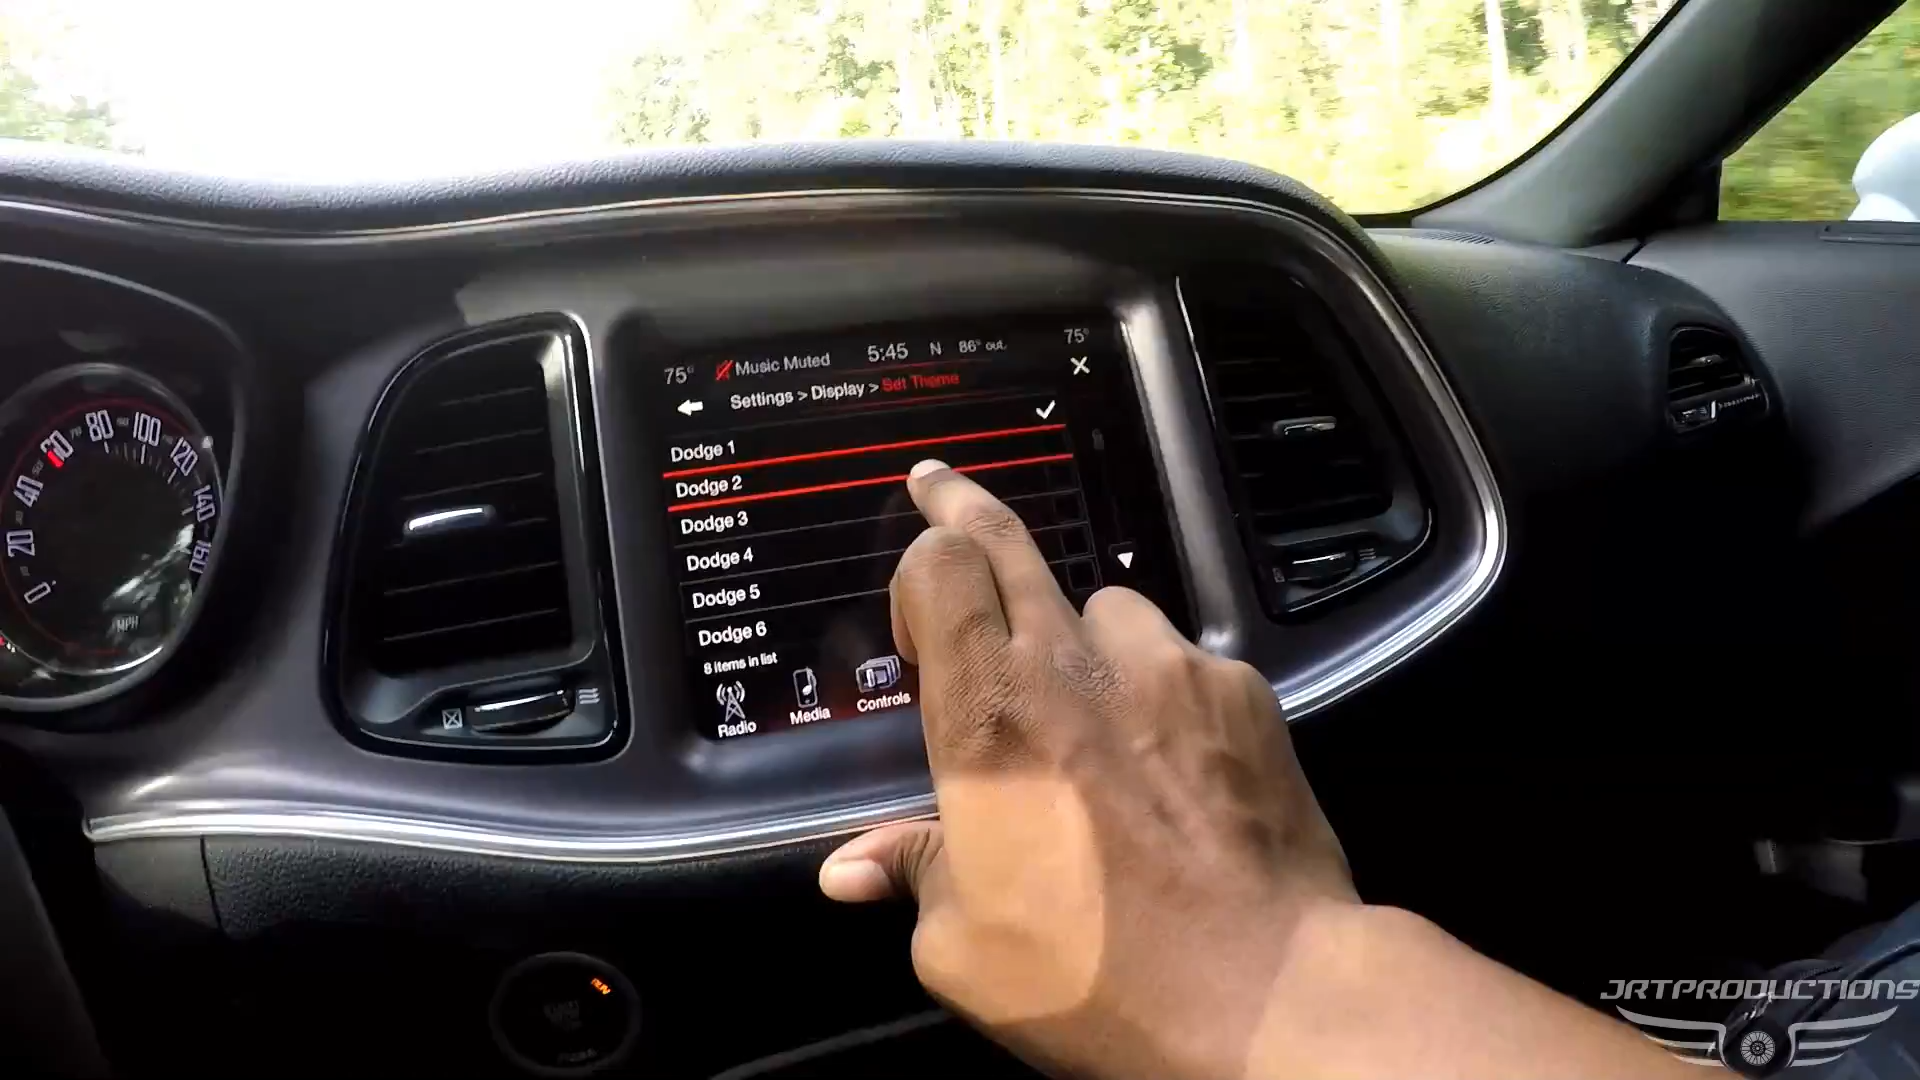 75° Music Muted 5:45 N 86° out. 75°
Settings > Display > Set Theme
Dodge 1
Dodge 2
Dodge 3
Dodge 4
Dodge 5
Dodge 6
8 items in list
Radio
Media
Controls
0
20
40
60
80
100
120
140
160
MPH
RUN
JRTPRODUCTIONS